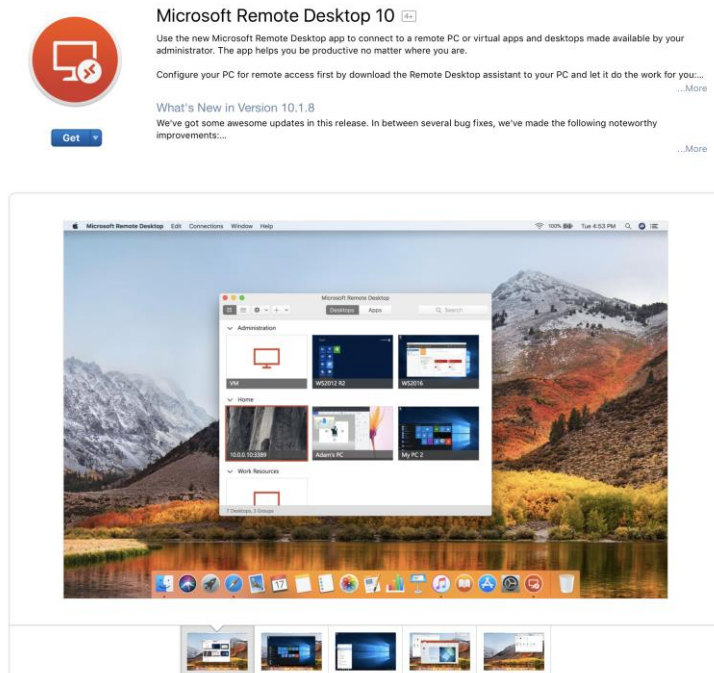 Microsoft Remote Desktop 10 4+
Use the new Microsoft Remote Desktop app to connect to a remote PC or virtual apps and desktops made available by your
administrator. The app helps you be productive no matter where you are.
Configure your PC for remote access first by download the Remote Desktop assistant to your PC and let it do the work for you:...
...More
What's New in Version 10.1.8
We've got some awesome updates in this release. In between several bug fixes, we've made the following noteworthy
improvements:...
...More
Get
Microsoft Remote Desktop Edit Connections Window Help 100% Tue 4:53 PM
Microsoft Remote Desktop
Desktops Apps Search
Administration
VM WS2012 R2 WS2016
Home
10.0.0.10:3389 Adam's PC My PC 2
Work Resources
7 Desktops, 3 Groups
17